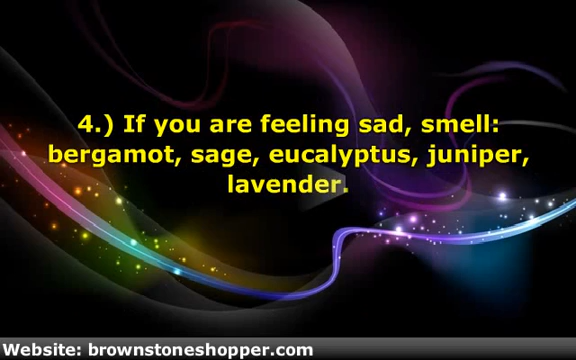 4.) If you are feeling sad, smell:
bergamot, sage, eucalyptus, juniper,
lavender.
Website: brownstoneshopper.com